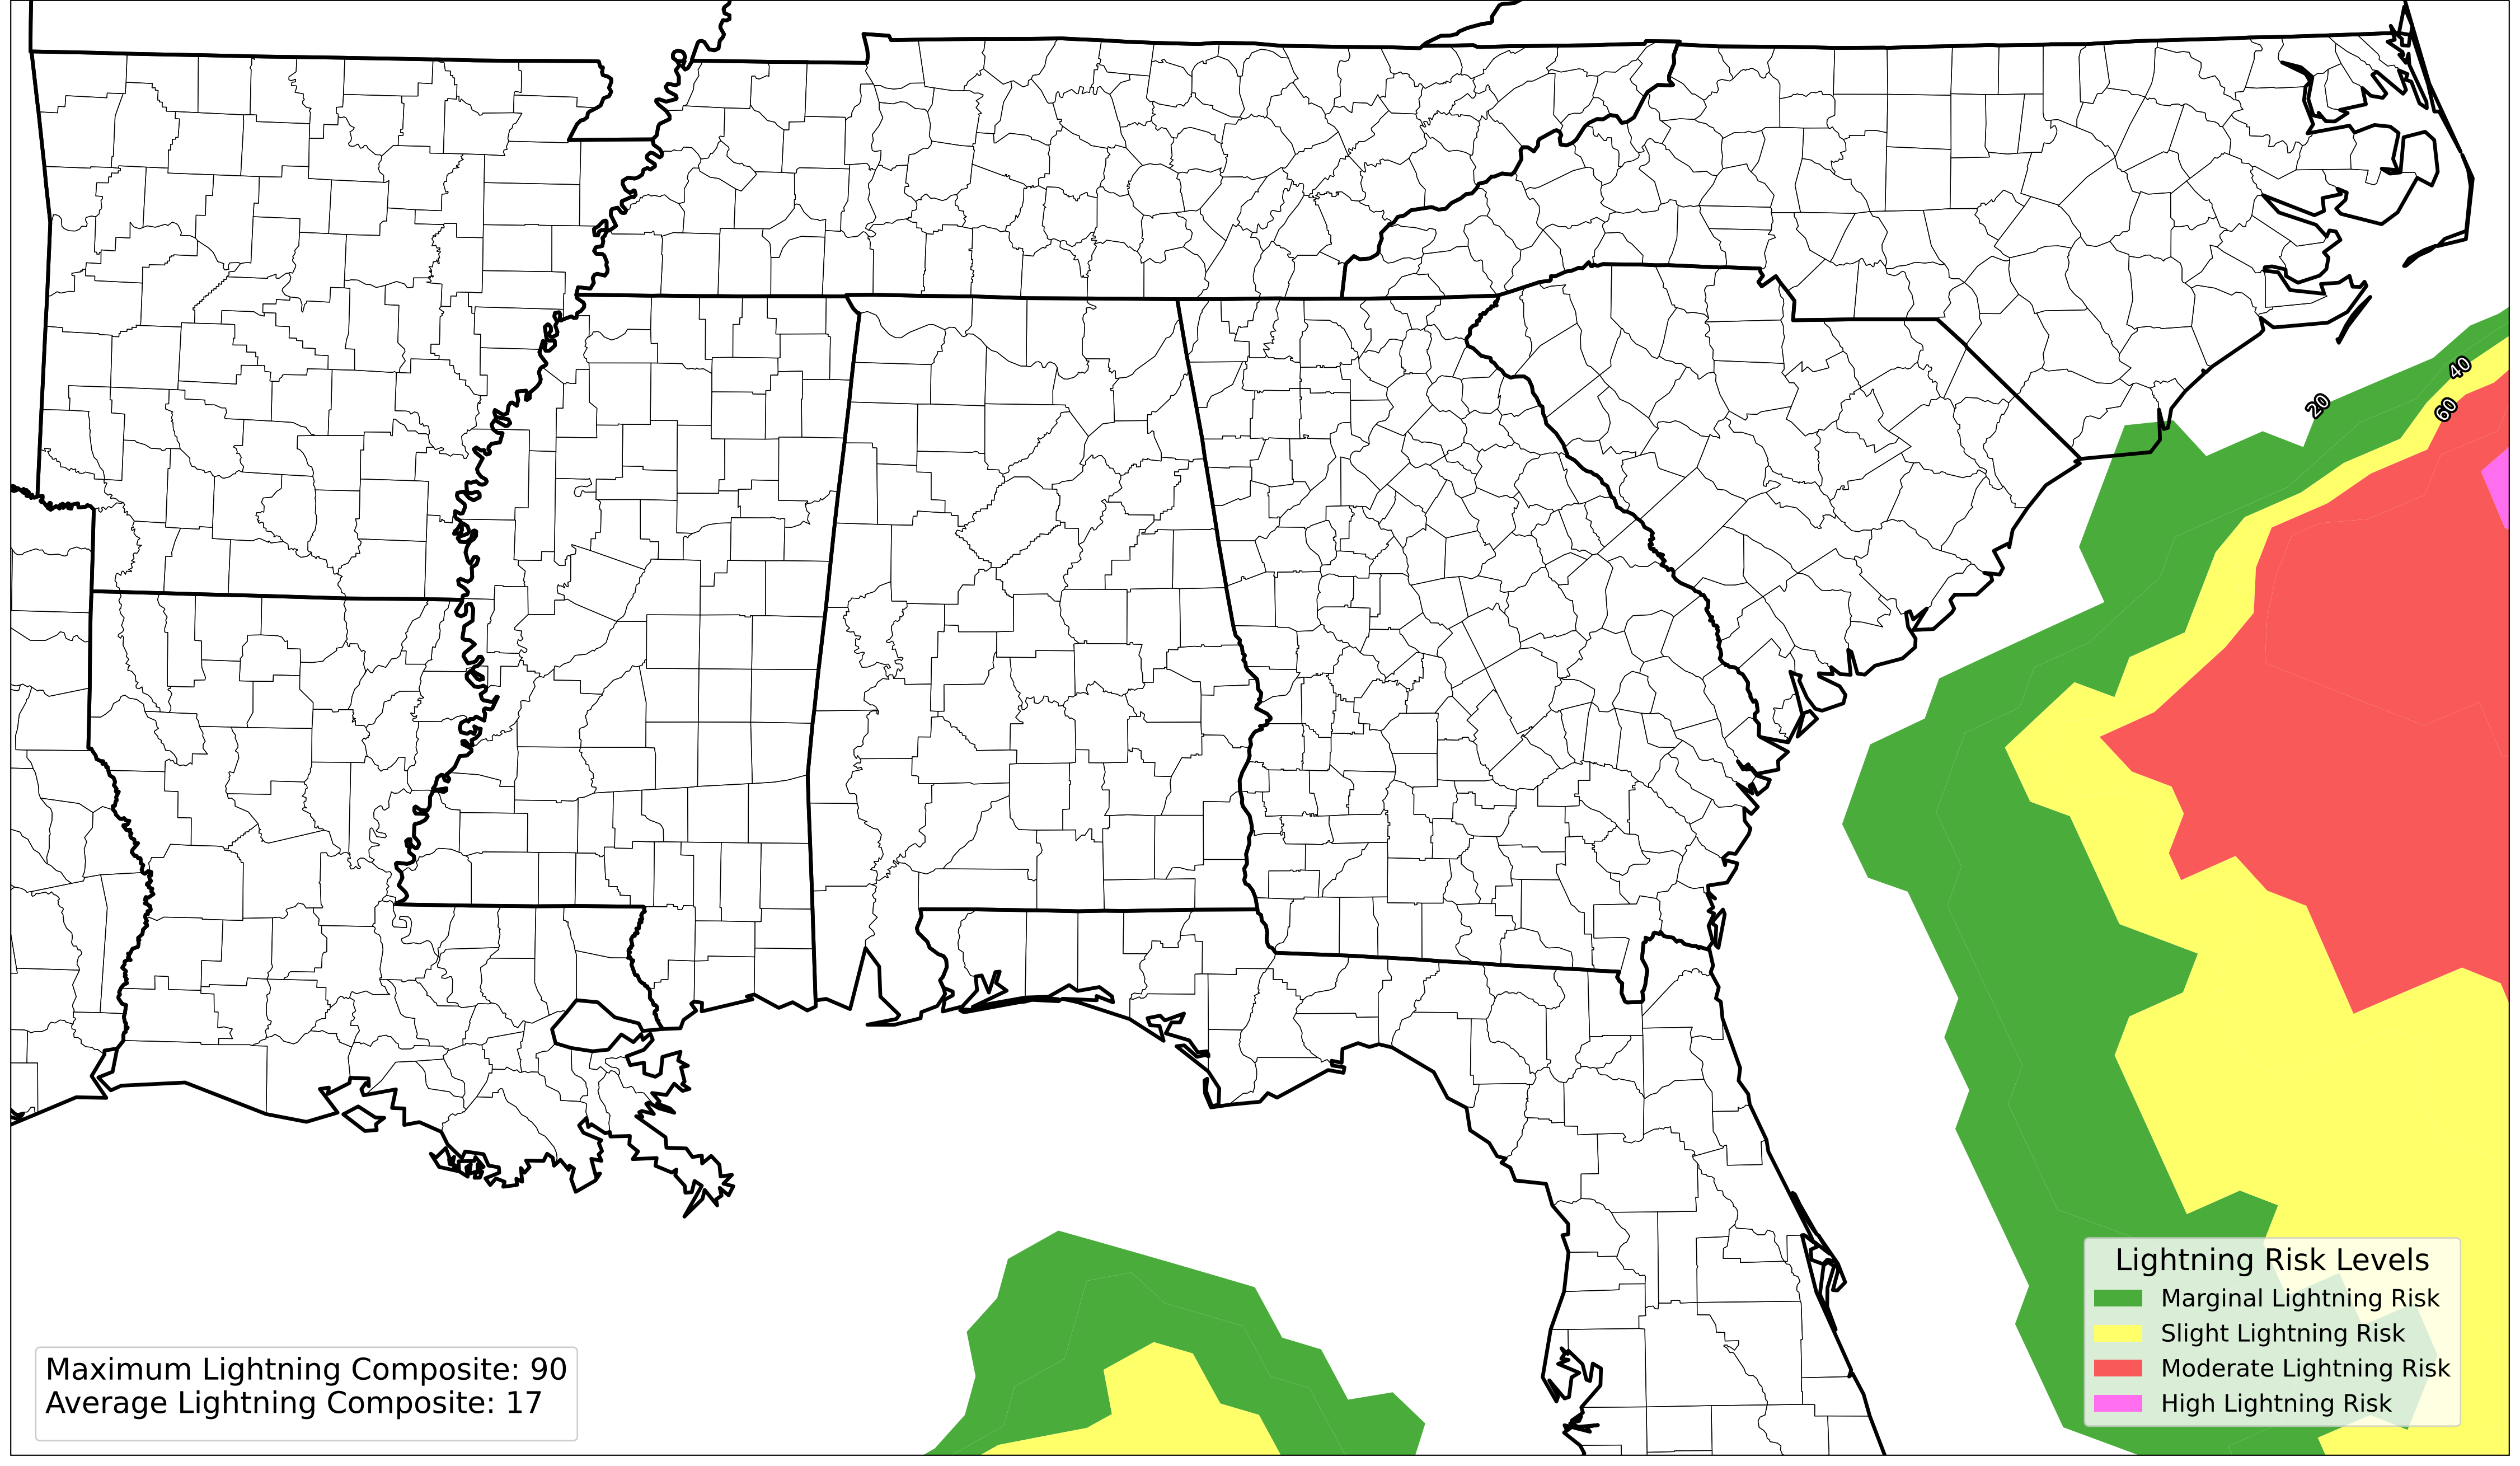 40
20
60
Lightning Risk Levels
Marginal Lightning Risk
Slight Lightning Risk
Moderate Lightning Risk
High Lightning Risk
Maximum Lightning Composite: 90
Average Lightning Composite: 17